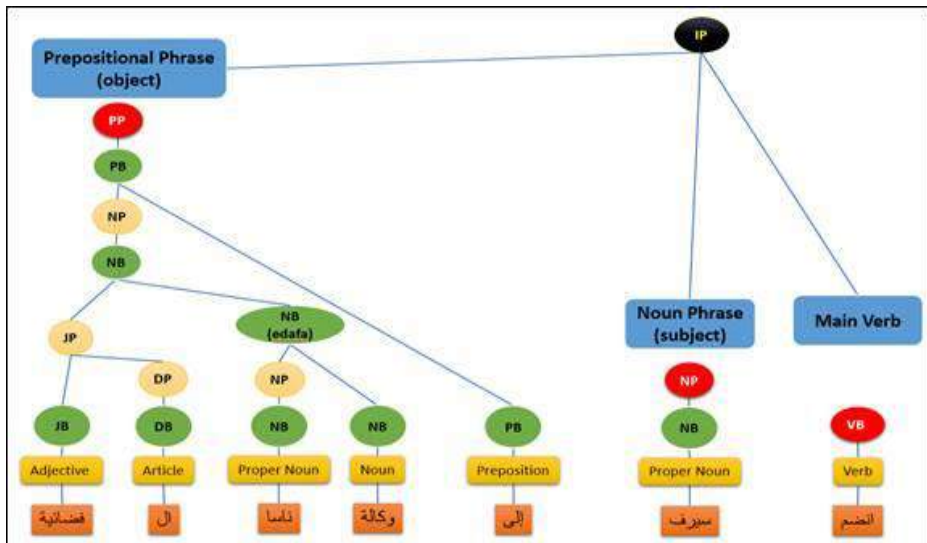 IP
Prepositional Phrase
(object)
PP
PB
NP
NB
NB
(edafa)
Noun Phrase
(subject)
Main Verb
JP
DP
NP
NP
JB
DB
NB
NB
PB
NB
VB
Adjective
Article
Proper Noun
Noun
Preposition
Proper Noun
Verb
فضائية
ال
ناسا
وكالة
إلى
سيرف
انضم